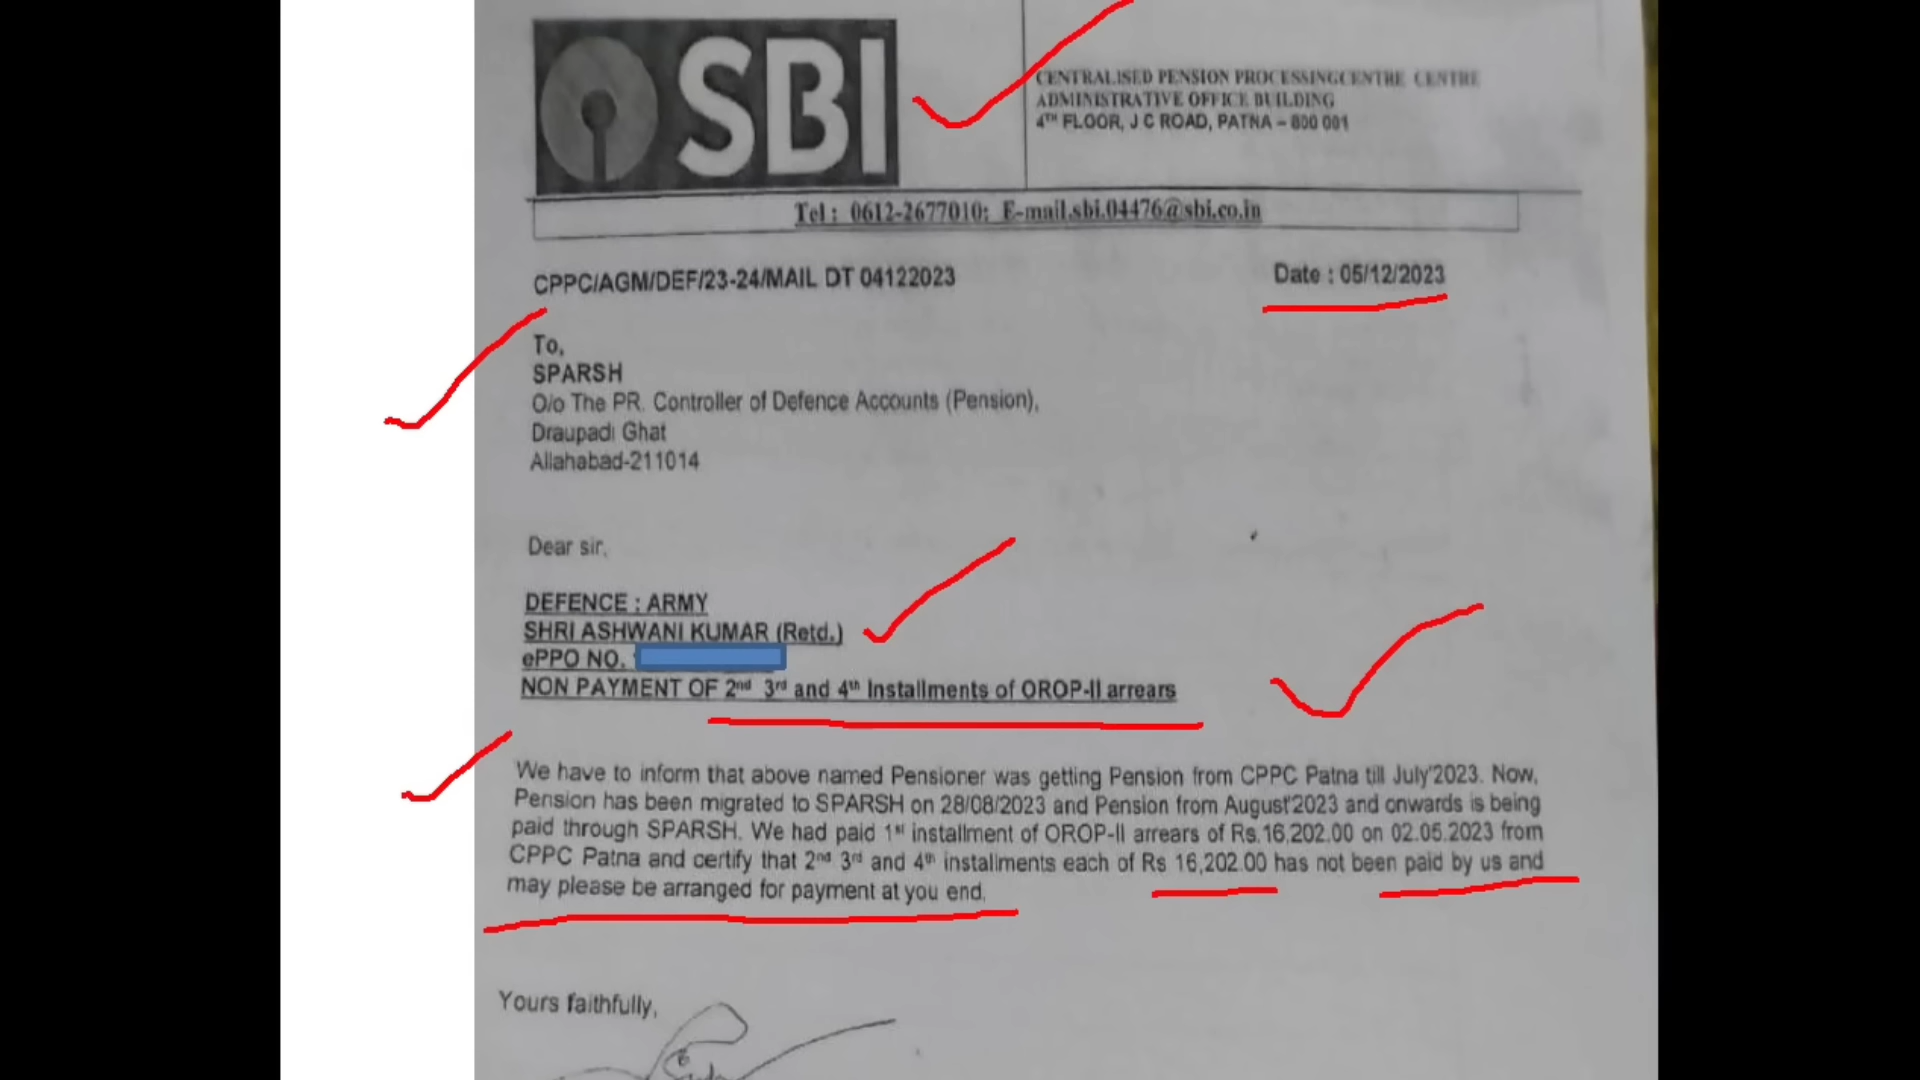 SBI
CENTRALISED PENSION PROCESSINGCENTRE CENTRE
ADMINISTRATIVE OFFICE BUILDING
4TH FLOOR, J C ROAD, PATNA – 800 001
Tel : 0612-2677010; E-mail.sbi.04476@sbi.co.in
CPPC/AGM/DEF/23-24/MAIL DT 04122023
Date : 05/12/2023
To,
SPARSH
O/o The PR. Controller of Defence Accounts (Pension),
Draupadi Ghat
Allahabad-211014
Dear sir,
DEFENCE : ARMY
SHRI ASHWANI KUMAR (Retd.)
ePPO NO.
NON PAYMENT OF 2nd 3rd and 4th Installments of OROP-II arrears
We have to inform that above named Pensioner was getting Pension from CPPC Patna till July'2023. Now,
Pension has been migrated to SPARSH on 28/08/2023 and Pension from August'2023 and onwards is being
paid through SPARSH. We had paid 1st installment of OROP-II arrears of Rs.16,202.00 on 02.05.2023 from
CPPC Patna and certify that 2nd 3rd and 4th installments each of Rs 16,202.00 has not been paid by us and
may please be arranged for payment at you end.
Yours faithfully,